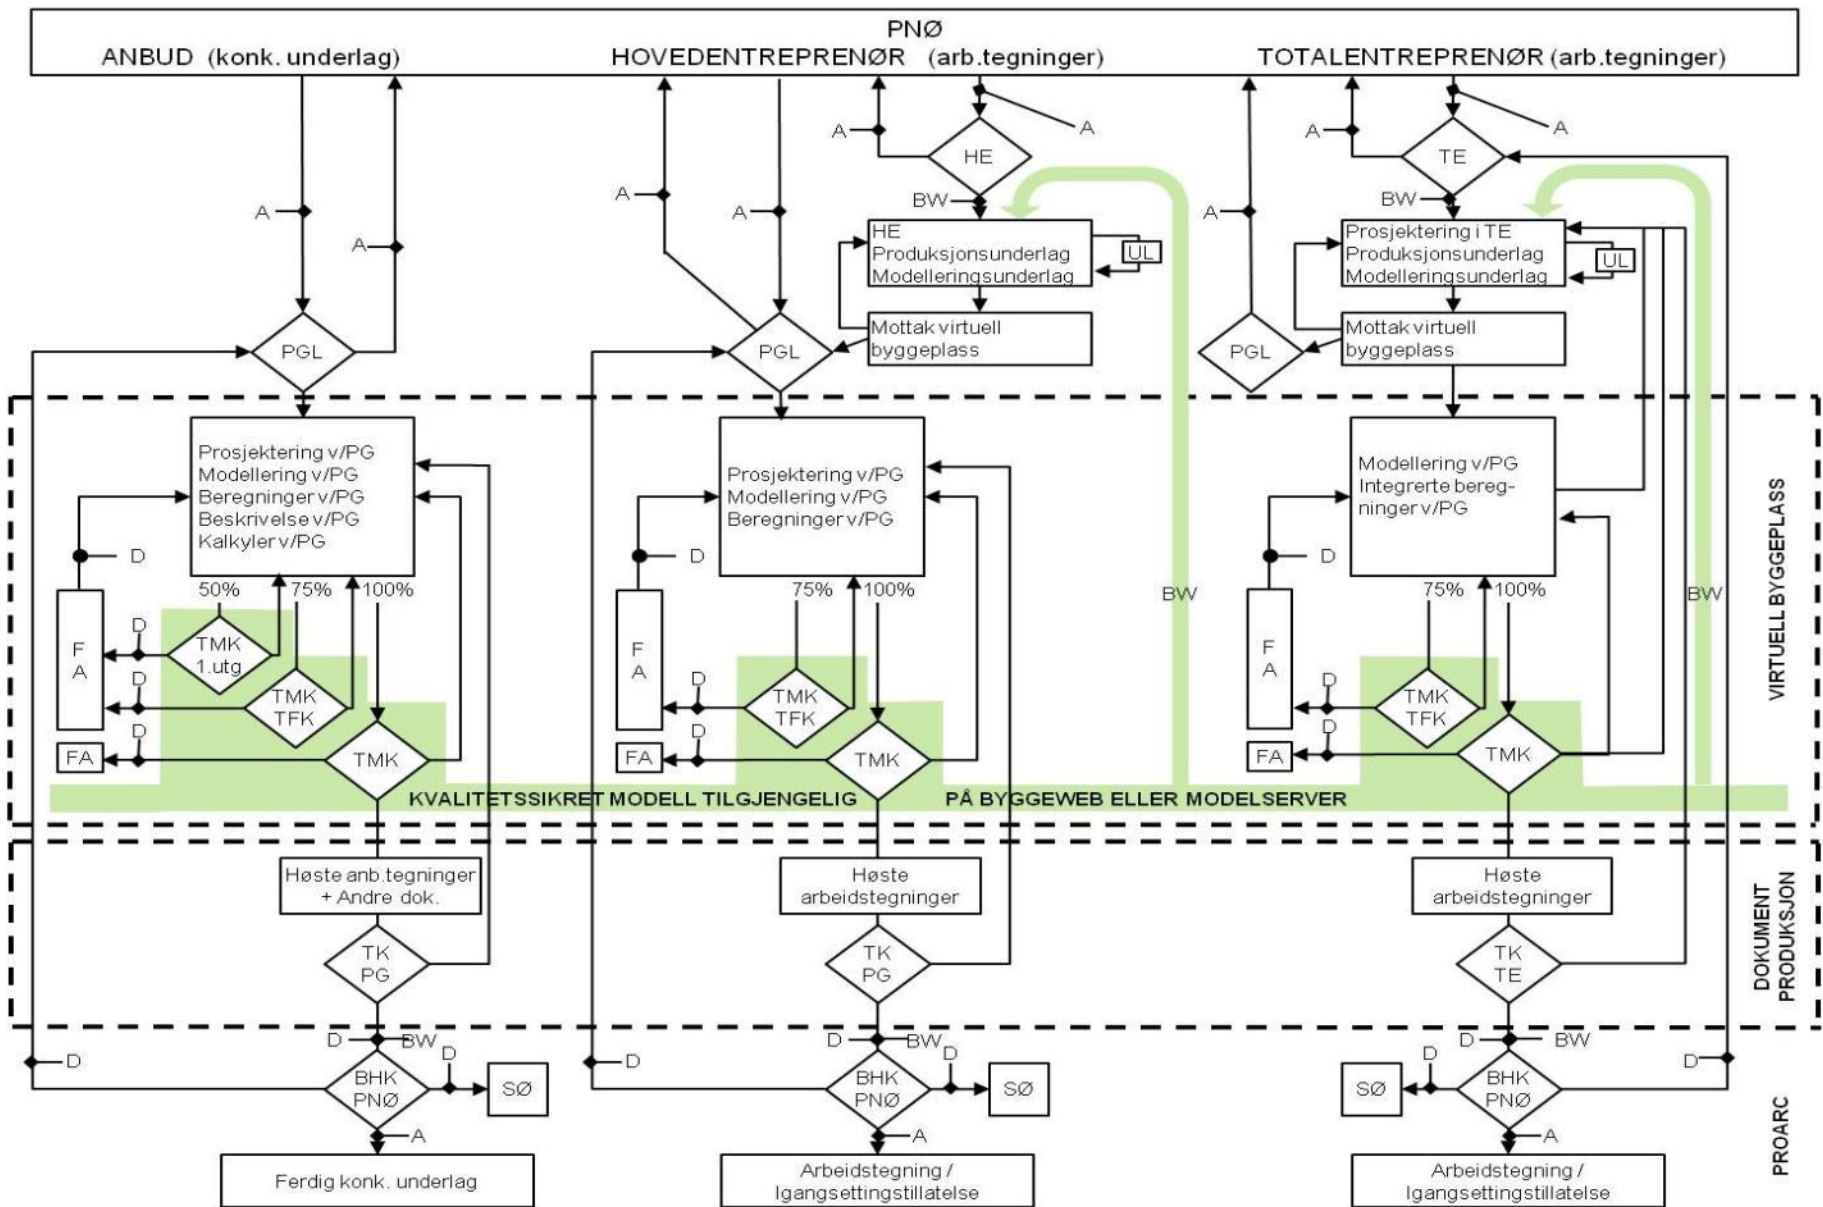 PNØ
ANBUD (konk. underlag)
HOVEDENTREPRENØR (arb.tegninger)
TOTALENTREPRENØR (arb.tegninger)
A
A
A
A
A
A
HE
BW
HE
Produksjonsunderlag
Modelleringsunderlag
UL
Mottak virtuell
byggeplass
A
A
A
TE
BW
Prosjektering i TE
Produksjonsunderlag
Modelleringsunderlag
UL
Mottak virtuell
byggeplass
PGL
PGL
PGL
Prosjektering v/PG
Modellering v/PG
Beregninger v/PG
Beskrivelse v/PG
Kalkyler v/PG
D
50%
75%
100%
F
A
D
TMK
1.utg
D
TMK
TFK
D
FA
TMK
Prosjektering v/PG
Modellering v/PG
Beregninger v/PG
D
75%
100%
F
A
D
TMK
TFK
D
FA
TMK
BW
Modellering v/PG
Integrerte bereg-
ninger v/PG
D
75%
100%
F
A
D
TMK
TFK
D
FA
TMK
BW
VIRTUELL BYGGEPLASS
KVALITETSSIKRET MODELL TILGJENGELIG PÅ BYGGEWEB ELLER MODELSERVER
Høste anb.tegninger
+ Andre dok.
TK
PG
Høste
arbeidstegninger
TK
PG
Høste
arbeidstegninger
TK
TE
DOKUMENT
PRODUKSJON
D
D
BW
D
BHK
PNØ
SØ
A
Ferdig konk. underlag
D
D
BW
D
BHK
PNØ
SØ
A
Arbeidstegning /
Igangsettingstillatelse
D
D
BW
D
SØ
BHK
PNØ
A
Arbeidstegning /
Igangsettingstillatelse
PROARC